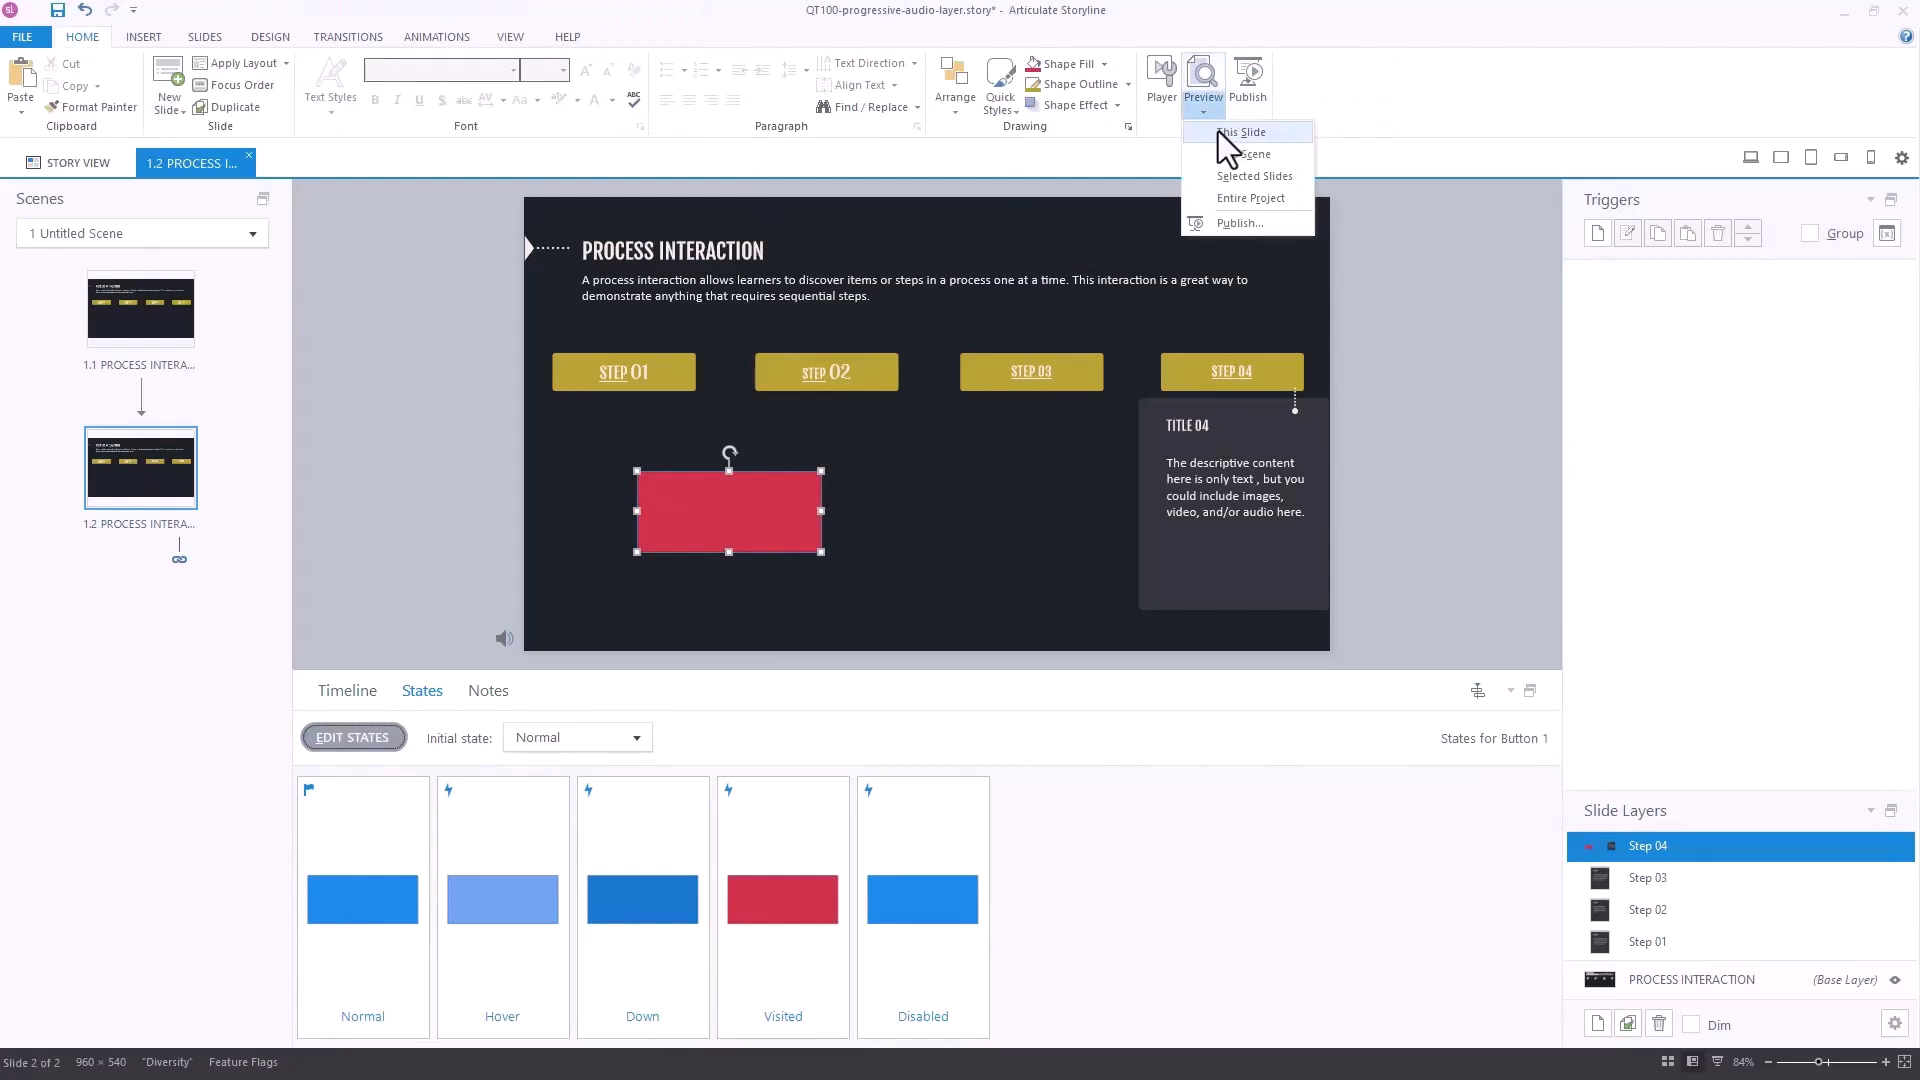 QT100-progressive-audio-layer.story* - Articulate Storyline
FILE HOME INSERT SLIDES DESIGN TRANSITIONS ANIMATIONS VIEW HELP
Paste
Cut
Copy
Format Painter
Clipboard
New Slide
Apply Layout
Focus Order
Duplicate
Slide
Text Styles
B I U S abc AV Aa
ABC
Font
Text Direction
Align Text
Find / Replace
Paragraph
Arrange
Quick Styles
Shape Fill
Shape Outline
Shape Effect
Drawing
Player
Preview
Publish
This Slide
Scene
Selected Slides
Entire Project
Publish...
STORY VIEW
1.2 PROCESS I...
Scenes
1 Untitled Scene
1.1 PROCESS INTERA...
1.2 PROCESS INTERA...
PROCESS INTERACTION
A process interaction allows learners to discover items or steps in a process one at a time. This interaction is a great way to
demonstrate anything that requires sequential steps.
STEP 01
STEP 02
STEP 03
STEP 04
TITLE 04
The descriptive content
here is only text , but you
could include images,
video, and/or audio here.
Timeline States Notes
EDIT STATES
Initial state: Normal
States for Button 1
Normal Hover Down Visited Disabled
Triggers
Group
Slide Layers
Step 04
Step 03
Step 02
Step 01
PROCESS INTERACTION (Base Layer)
Dim
Slide 2 of 2 960 × 540 "Diversity" Feature Flags
84%